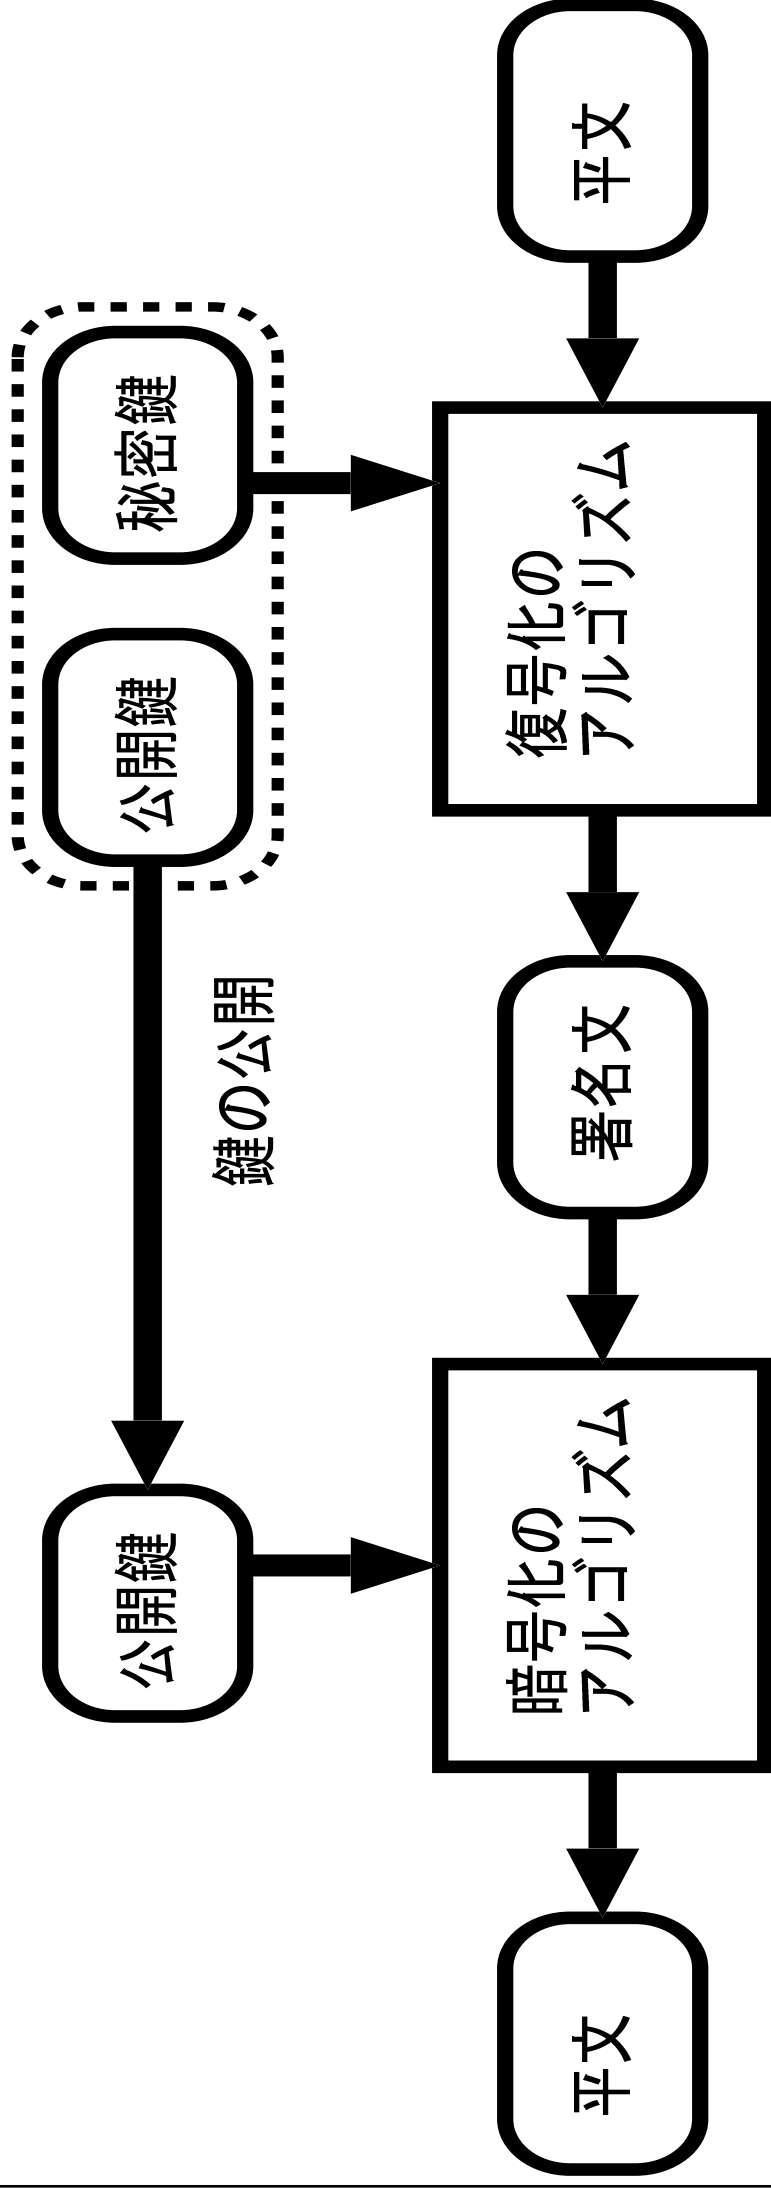 平文
秘密鍵
公開鍵
復号化の
アルゴリズム
鍵の公開
署名文
公開鍵
暗号化の
アルゴリズム
平文